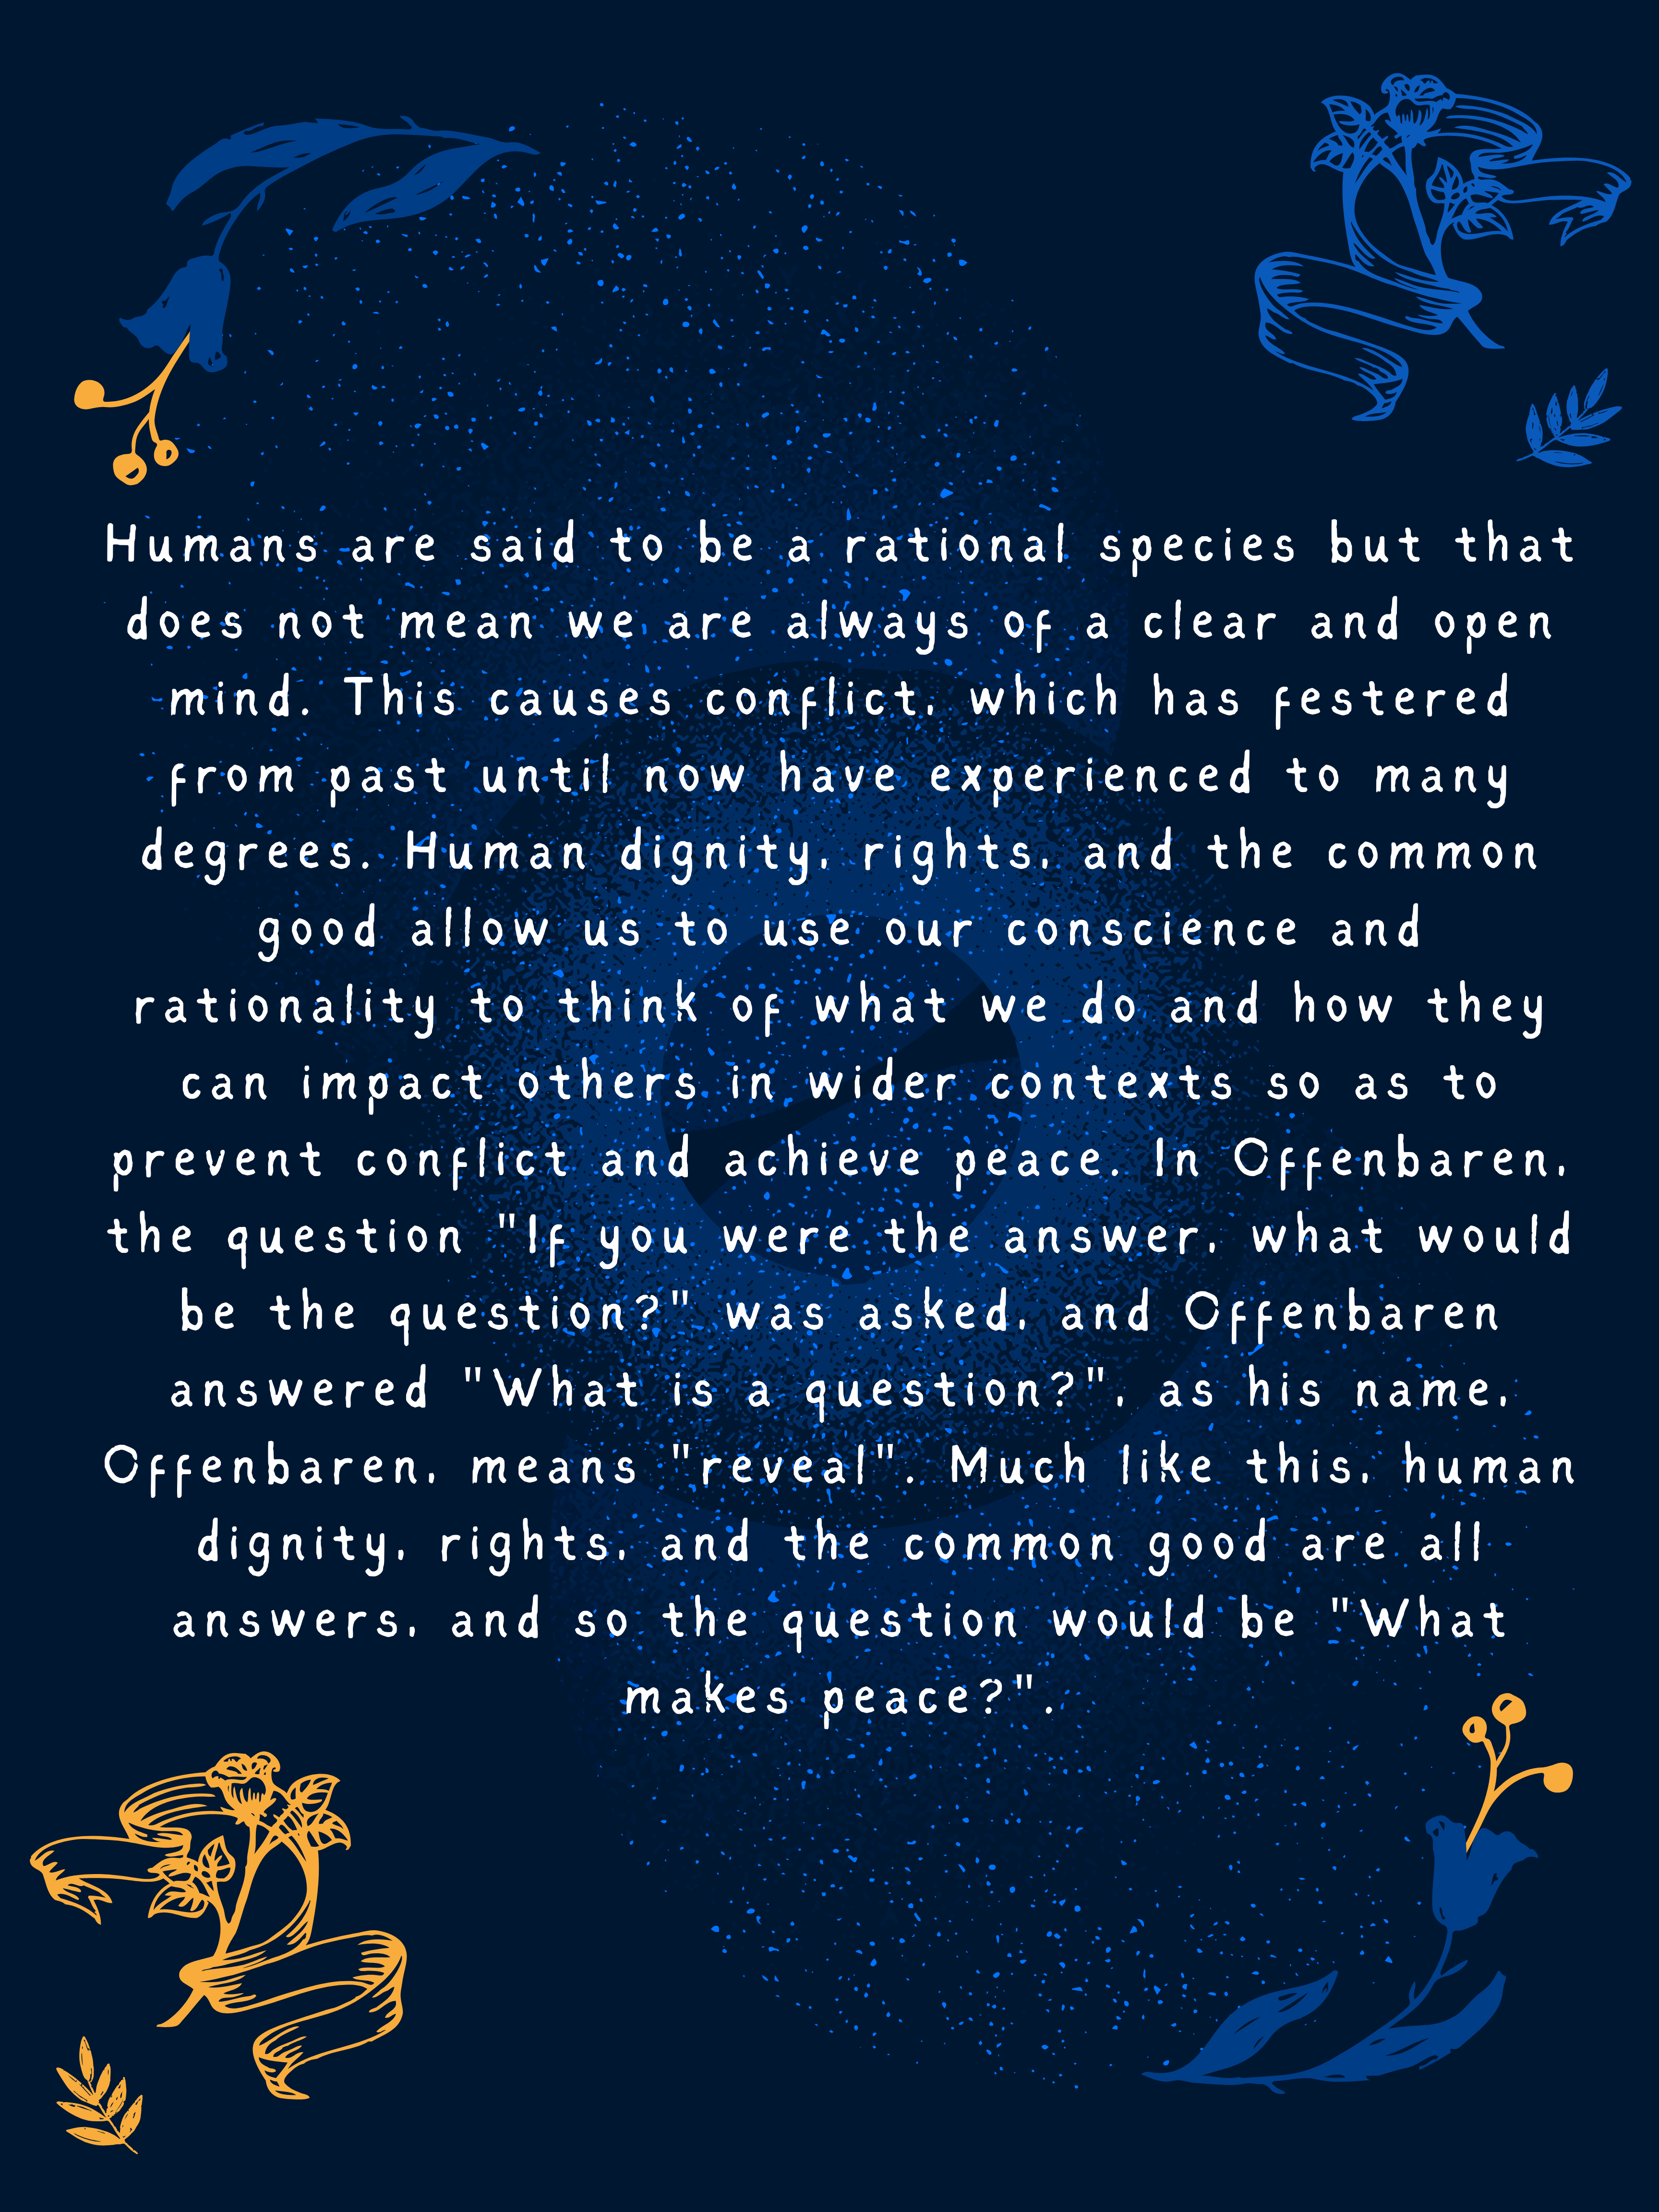 Humans are said to be a rational species but that
does not mean we are always of a clear and open
mind. This causes conflict, which has festered
from past until now have experienced to many
degrees. Human dignity, rights, and the common
good allow us to use our conscience and
rationality to think of what we do and how they
can impact others in wider contexts so as to
prevent conflict and achieve peace. In Offenbaren,
the question "If you were the answer, what would
be the question?" was asked, and Offenbaren
answered "What is a question?", as his name,
Offenbaren, means "reveal". Much like this, human
dignity, rights, and the common good are all
answers, and so the question would be "What
makes peace?".